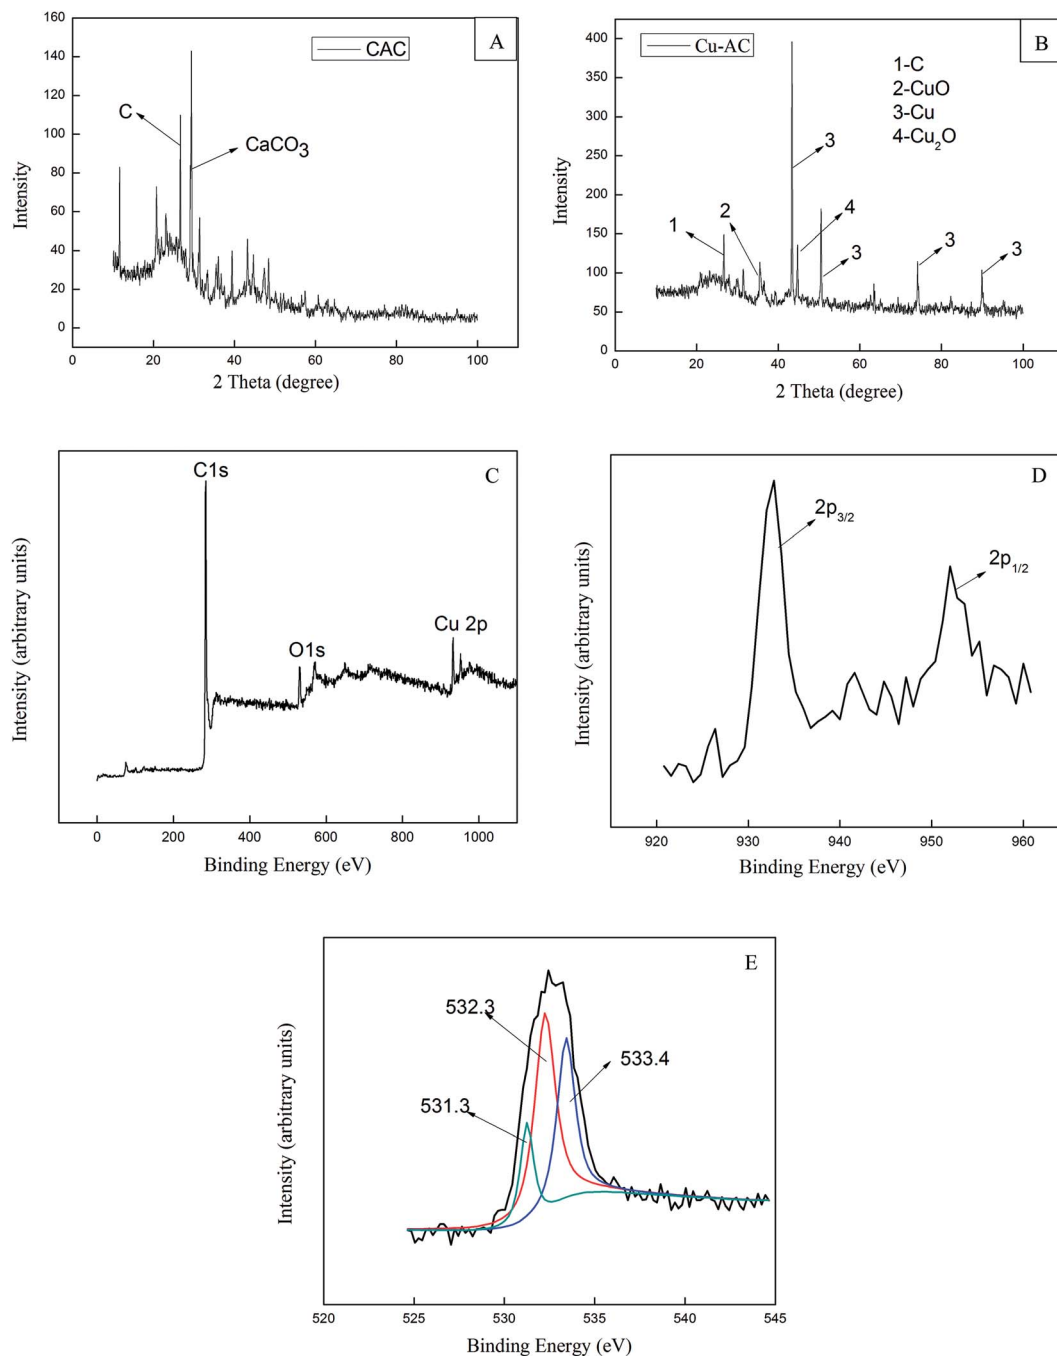 A
CAC
160
140
120
100
80
60
40
20
0
Intensity
C
CaCO₃
0
20
40
60
80
100
2 Theta (degree)
B
Cu-AC
1-C
2-CuO
3-Cu
4-Cu₂O
400
350
300
250
200
150
100
50
0
Intensity
1
2
3
4
3
3
3
0
20
40
60
80
100
2 Theta (degree)
C
C1s
O1s
Cu 2p
Intensity (arbitrary units)
0
200
400
600
800
1000
Binding Energy (eV)
D
2p3/2
2p1/2
Intensity (arbitrary units)
920
930
940
950
960
Binding Energy (eV)
E
532.3
533.4
531.3
Intensity (arbitrary units)
520
525
530
535
540
545
Binding Energy (eV)